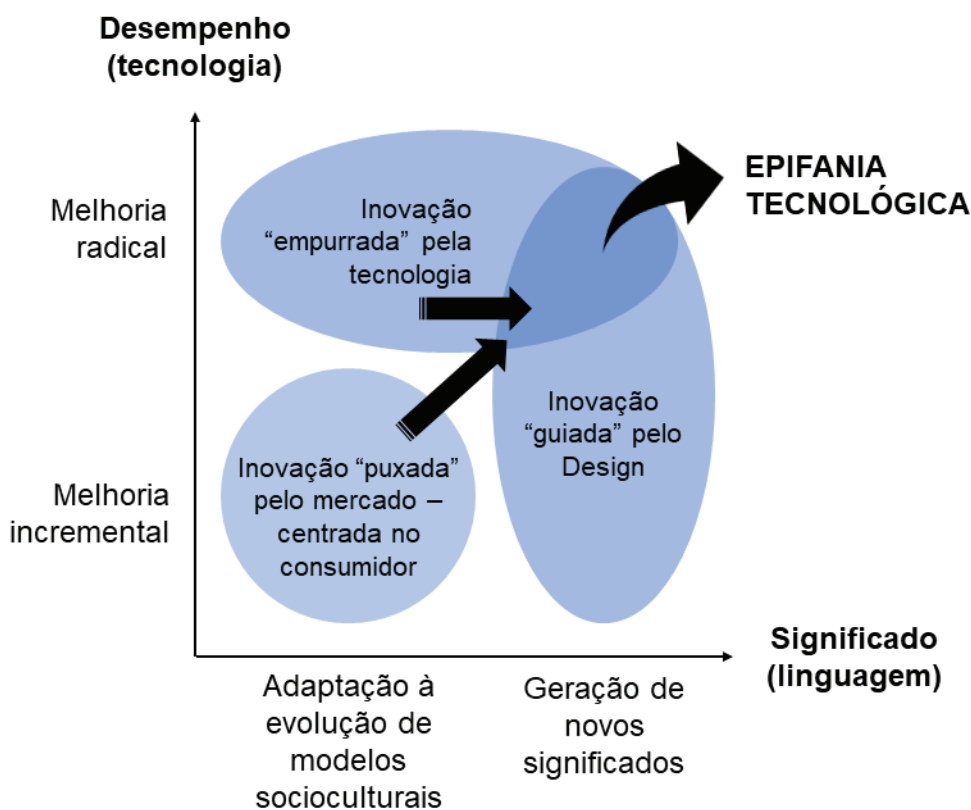 Desempenho
(tecnologia)
Melhoria
radical
Inovação
“empurrada” pela
tecnologia
EPIFANIA
TECNOLÓGICA
Melhoria
incremental
Inovação “puxada”
pelo mercado –
centrada no
consumidor
Inovação
“guiada” pelo
Design
Significado
(linguagem)
Adaptação à
evolução de
modelos
socioculturais
Geração de
novos
significados